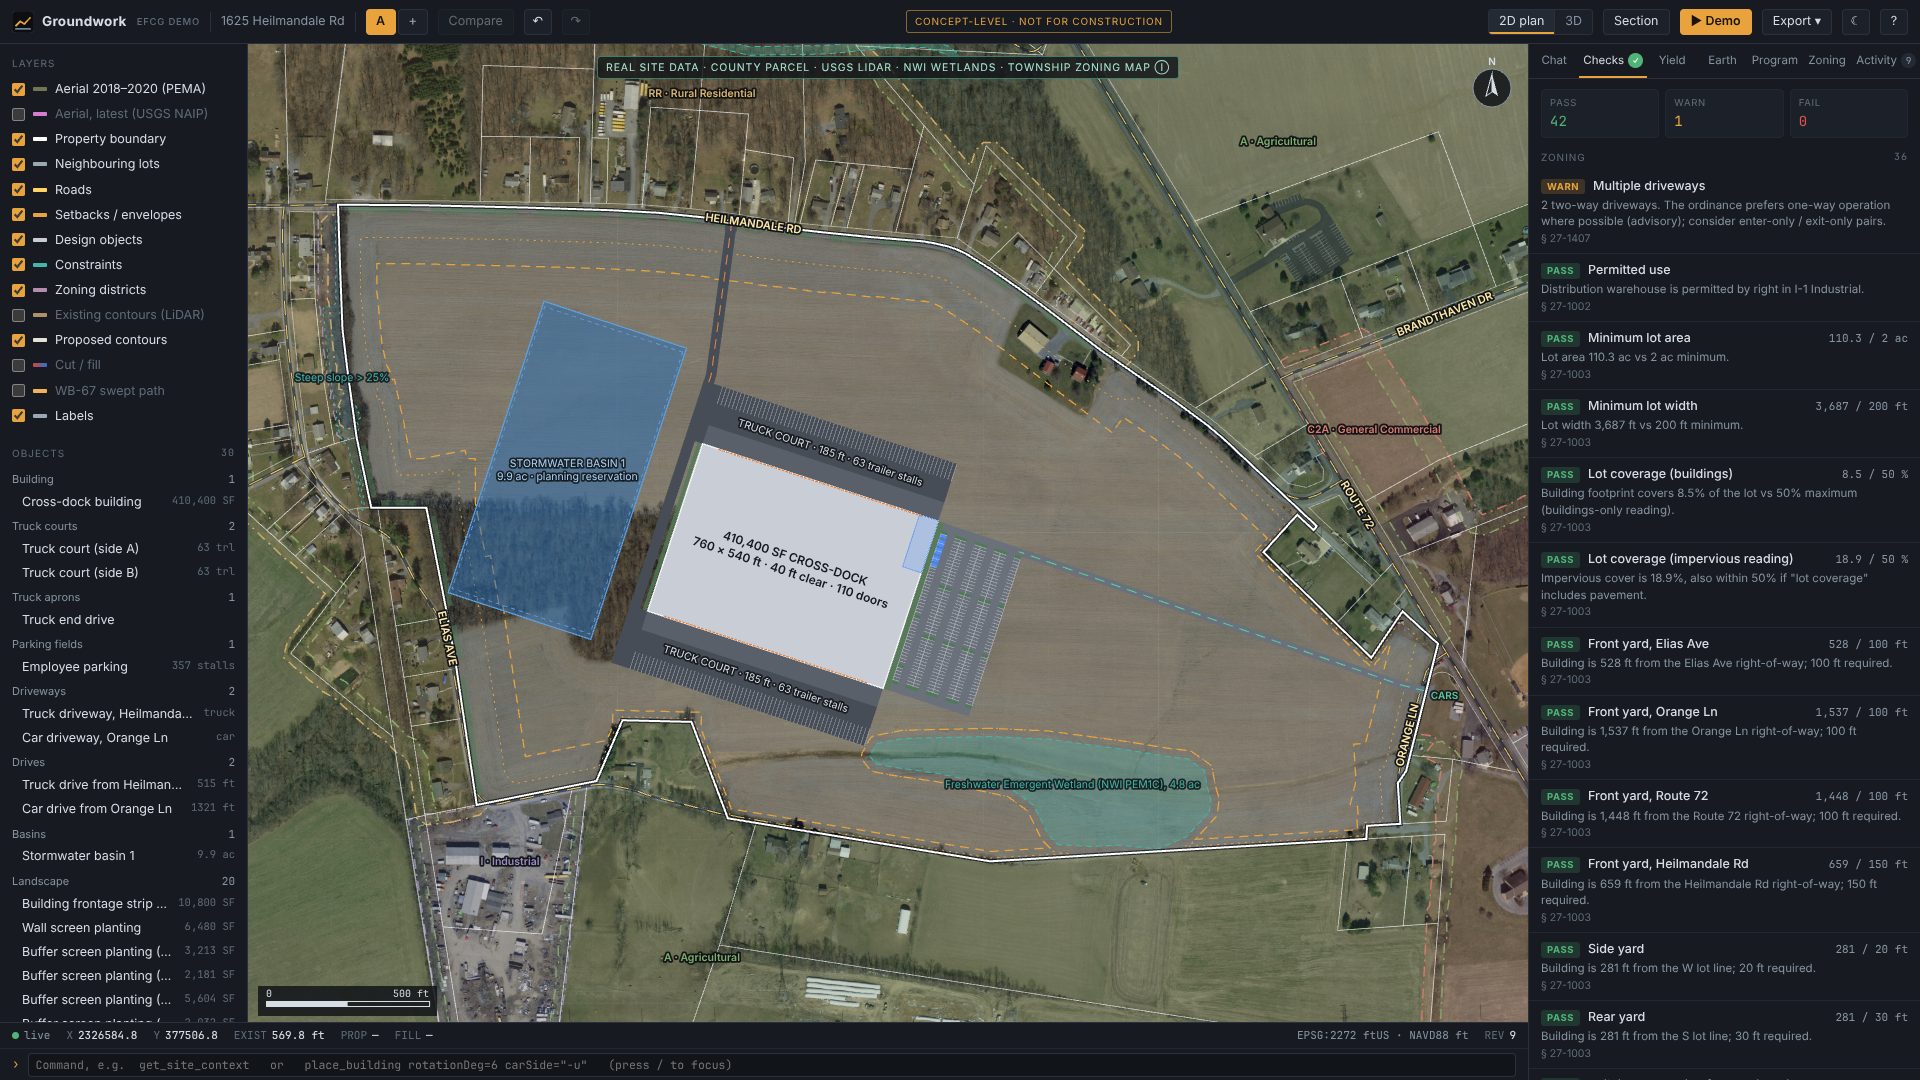 Groundwork EFCG DEMO 1625 Heilmandale Rd A + Compare ↶ ↷ CONCEPT-LEVEL · NOT FOR CONSTRUCTION 2D plan 3D Section ▶ Demo Export ▾ ☾ ?
LAYERS
Aerial 2018–2020 (PEMA)
Aerial, latest (USGS NAIP)
Property boundary
Neighbouring lots
Roads
Setbacks / envelopes
Design objects
Constraints
Zoning districts
Existing contours (LiDAR)
Proposed contours
Cut / fill
WB-67 swept path
Labels
OBJECTS 30
Building 1
Cross-dock building 410,400 SF
Truck courts 2
Truck court (side A) 63 trl
Truck court (side B) 63 trl
Truck aprons 1
Truck end drive
Parking fields 1
Employee parking 357 stalls
Driveways 2
Truck driveway, Heilmanda... truck
Car driveway, Orange Ln car
Drives 2
Truck drive from Heilman... 515 ft
Car drive from Orange Ln 1321 ft
Basins 1
Stormwater basin 1 9.9 ac
Landscape 20
Building frontage strip ... 10,800 SF
Wall screen planting 6,480 SF
Buffer screen planting (... 3,213 SF
Buffer screen planting (... 2,181 SF
Buffer screen planting (... 5,604 SF
REAL SITE DATA · COUNTY PARCEL · USGS LIDAR · NWI WETLANDS · TOWNSHIP ZONING MAP ⓘ
N
RR · Rural Residential
A · Agricultural
HEILMANDALE RD
BRANDTHAVEN DR
Steep slope > 25%
C2A · General Commercial
TRUCK COURT · 185 ft · 63 trailer stalls
STORMWATER BASIN 1
9.9 ac · planning reservation
ROUTE 72
410,400 SF CROSS-DOCK
760 × 540 ft · 40 ft clear · 110 doors
ELIAS AVE
TRUCK COURT · 185 ft · 63 trailer stalls
CARS
ORANGE LN
Freshwater Emergent Wetland (NWI PEM1C), 4.8 ac
I · Industrial
A · Agricultural
0 500 ft
Chat Checks Yield Earth Program Zoning Activity 9
PASS WARN FAIL
42 1 0
ZONING 36
WARN Multiple driveways
2 two-way driveways. The ordinance prefers one-way operation
where possible (advisory); consider enter-only / exit-only pairs.
§ 27-1407
PASS Permitted use
Distribution warehouse is permitted by right in I-1 Industrial.
§ 27-1002
PASS Minimum lot area 110.3 / 2 ac
Lot area 110.3 ac vs 2 ac minimum.
§ 27-1003
PASS Minimum lot width 3,687 / 200 ft
Lot width 3,687 ft vs 200 ft minimum.
§ 27-1003
PASS Lot coverage (buildings) 8.5 / 50 %
Building footprint covers 8.5% of the lot vs 50% maximum
(buildings-only reading).
§ 27-1003
PASS Lot coverage (impervious reading) 18.9 / 50 %
Impervious cover is 18.9%, also within 50% if "lot coverage"
includes pavement.
§ 27-1003
PASS Front yard, Elias Ave 528 / 100 ft
Building is 528 ft from the Elias Ave right-of-way; 100 ft required.
§ 27-1003
PASS Front yard, Orange Ln 1,537 / 100 ft
Building is 1,537 ft from the Orange Ln right-of-way; 100 ft
required.
§ 27-1003
PASS Front yard, Route 72 1,448 / 100 ft
Building is 1,448 ft from the Route 72 right-of-way; 100 ft required.
§ 27-1003
PASS Front yard, Heilmandale Rd 659 / 150 ft
Building is 659 ft from the Heilmandale Rd right-of-way; 150 ft
required.
§ 27-1003
PASS Side yard 281 / 20 ft
Building is 281 ft from the W lot line; 20 ft required.
§ 27-1003
PASS Rear yard 281 / 30 ft
Building is 281 ft from the S lot line; 30 ft required.
§ 27-1003
live X 2326584.8 Y 377506.8 EXIST 569.8 ft PROP — FILL — EPSG:2272 ftUS · NAVD88 ft REV 9
› Command, e.g. get_site_context or place_building rotationDeg=6 carSide="-u" (press / to focus)